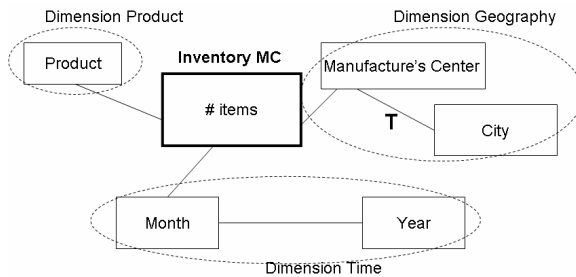 Dimension Product
Dimension Geography
Product
Inventory MC
Manufacture's Center
# items
T
City
Month
Year
Dimension Time